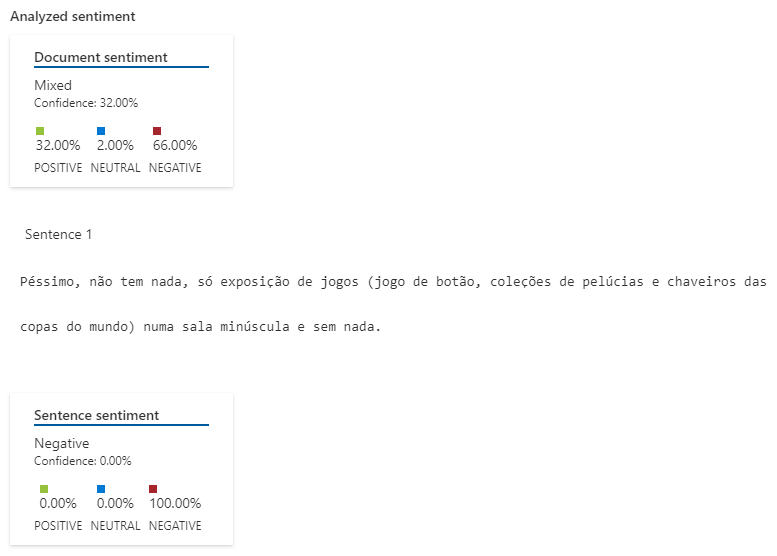 Analyzed sentiment
Document sentiment
Mixed
Confidence: 32.00%
32.00% 2.00% 66.00%
POSITIVE NEUTRAL NEGATIVE
Sentence 1
Péssimo, não tem nada, só exposição de jogos (jogo de botão, coleções de pelúcias e chaveiros das
copas do mundo) numa sala minúscula e sem nada.
Sentence sentiment
Negative
Confidence: 0.00%
0.00% 0.00% 100.00%
POSITIVE NEUTRAL NEGATIVE